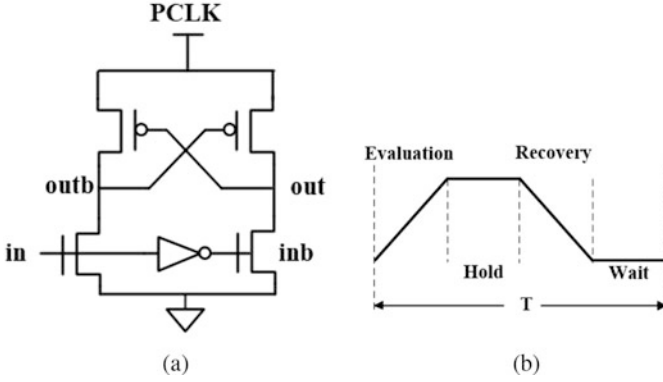 PCLK
outb
out
in
inb
(a)
Evaluation
Recovery
Hold
Wait
T
(b)